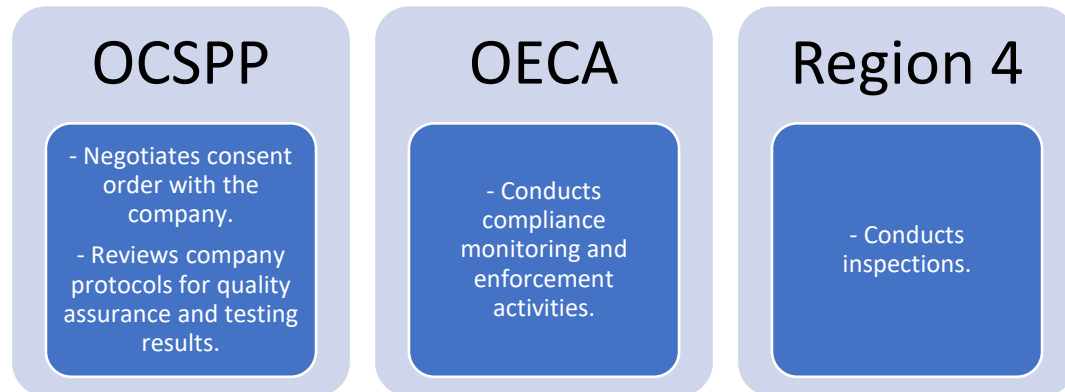 OCSPP
- Negotiates consent
order with the
company.
- Reviews company
protocols for quality
assurance and testing
results.
OECA
- Conducts
compliance
monitoring and
enforcement
activities.
Region 4
- Conducts
inspections.